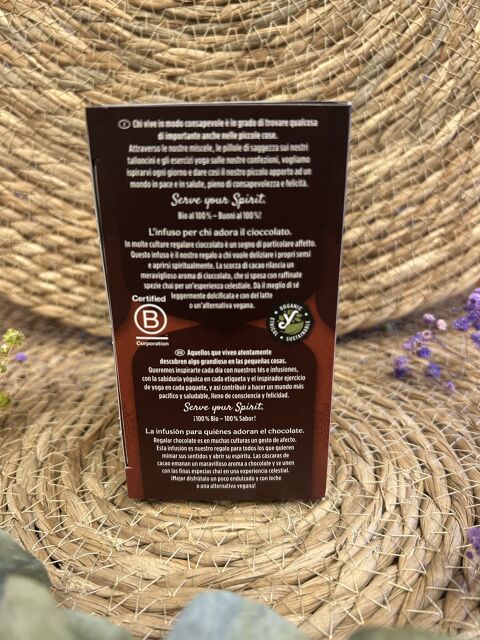 Chi vive in modo consapevole è in grado di trovare qualcosa
di importante anche nelle piccole cose.
Attraverso le nostre miscele, le pillole di saggezza sui nostri
talloncini e gli esercizi yoga sulle nostre confezioni, vogliamo
ispirarvi ogni giorno e dare così il nostro piccolo apporto ad un
mondo in pace e in salute, pieno di consapevolezza e felicità.
Serve your Spirit.
Bio al 100% – Buoni al 100%!
L'infuso per chi adora il cioccolato.
In molte culture regalare cioccolato è un segno di particolare affetto.
Questo infuso è il nostro regalo a chi vuole deliziare i propri sensi
e aprirsi spiritualmente. La scorza di cacao rilascia un
meraviglioso aroma di cioccolato, che si sposa con raffinate
spezie chai per un'esperienza celestiale. Dà il meglio di sé
leggermente dolcificata e con del latte
o un'alternativa vegana.
Certified
B
Corporation
ORGANIC
ETHICAL
SUSTAINABLE
ES Aquellos que viven atentamente
descubren algo grandioso en las pequeñas cosas.
Queremos inspirarte cada día con nuestros tés e infusiones,
con la sabiduría yóguica en cada etiqueta y el inspirador ejercicio
de yoga en cada paquete, y así contribuir a hacer un mundo más
pacífico y saludable, lleno de consciencia y felicidad.
Serve your Spirit.
¡100% Bio – 100% Sabor!
La infusión para quiénes adoran el chocolate.
Regalar chocolate es en muchas culturas un gesto de afecto.
Esta infusión es nuestro regalo para todos los que quieren
mimar sus sentidos y abrir su espíritu. Las cáscaras de
cacao emanan un maravilloso aroma a chocolate y se unen
con las finas especias chai en una experiencia celestial.
¡Mejor disfrútalo un poco endulzado y con leche
o una alternativa vegana!